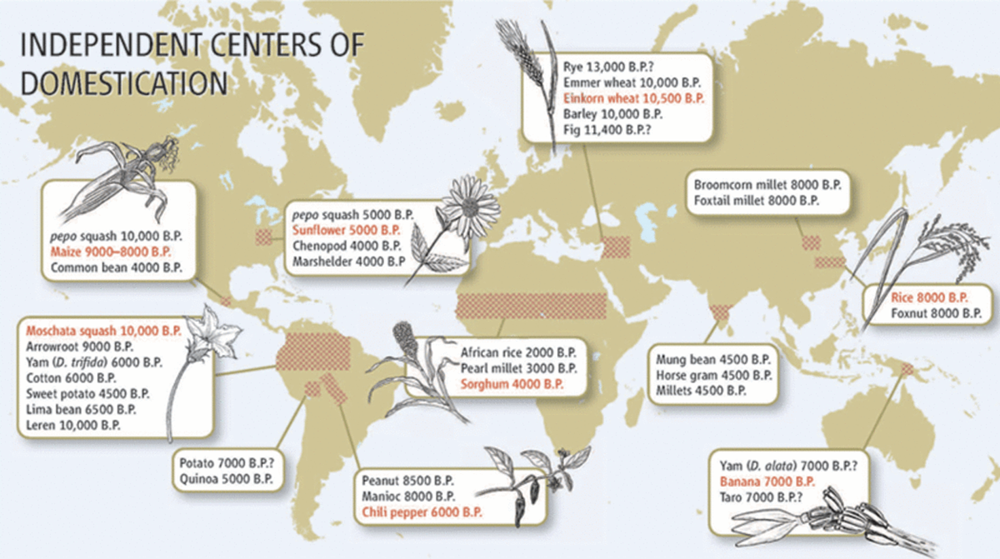 INDEPENDENT CENTERS OF
DOMESTICATION
Rye 13,000 B.P.?
Emmer wheat 10,000 B.P.
Einkorn wheat 10,500 B.P.
Barley 10,000 B.P.
Fig 11,400 B.P.?
Broomcorn millet 8000 B.P.
Foxtail millet 8000 B.P.
pepo squash 10,000 B.P.
Maize 9000–8000 B.P.
Common bean 4000 B.P.
pepo squash 5000 B.P.
Sunflower 5000 B.P.
Chenopod 4000 B.P.
Marshelder 4000 B.P
Rice 8000 B.P.
Foxnut 8000 B.P.
Moschata squash 10,000 B.P.
Arrowroot 9000 B.P.
Yam (D. trifida) 6000 B.P.
Cotton 6000 B.P.
Sweet potato 4500 B.P.
Lima bean 6500 B.P.
Leren 10,000 B.P.
African rice 2000 B.P.
Pearl millet 3000 B.P.
Sorghum 4000 B.P.
Mung bean 4500 B.P.
Horse gram 4500 B.P.
Millets 4500 B.P.
Potato 7000 B.P.?
Quinoa 5000 B.P.
Peanut 8500 B.P.
Manioc 8000 B.P.
Chili pepper 6000 B.P.
Yam (D. alata) 7000 B.P.?
Banana 7000 B.P.
Taro 7000 B.P.?